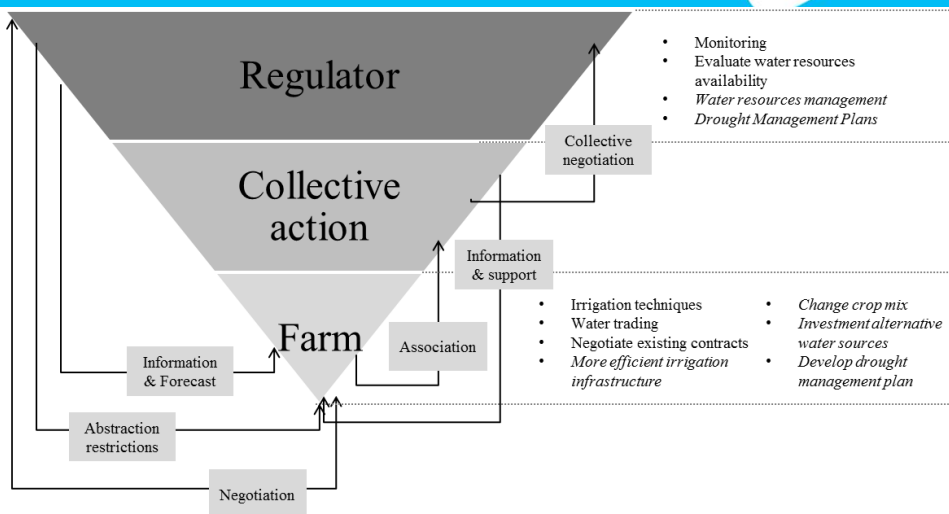 Regulator
• Monitoring
• Evaluate water resources
availability
• Water resources management
• Drought Management Plans
Collective
negotiation
Collective
action
Information
& support
Farm
Association
• Irrigation techniques
• Water trading
• Negotiate existing contracts
• More efficient irrigation
infrastructure
• Change crop mix
• Investment alternative
water sources
• Develop drought
management plan
Information
& Forecast
Abstraction
restrictions
Negotiation